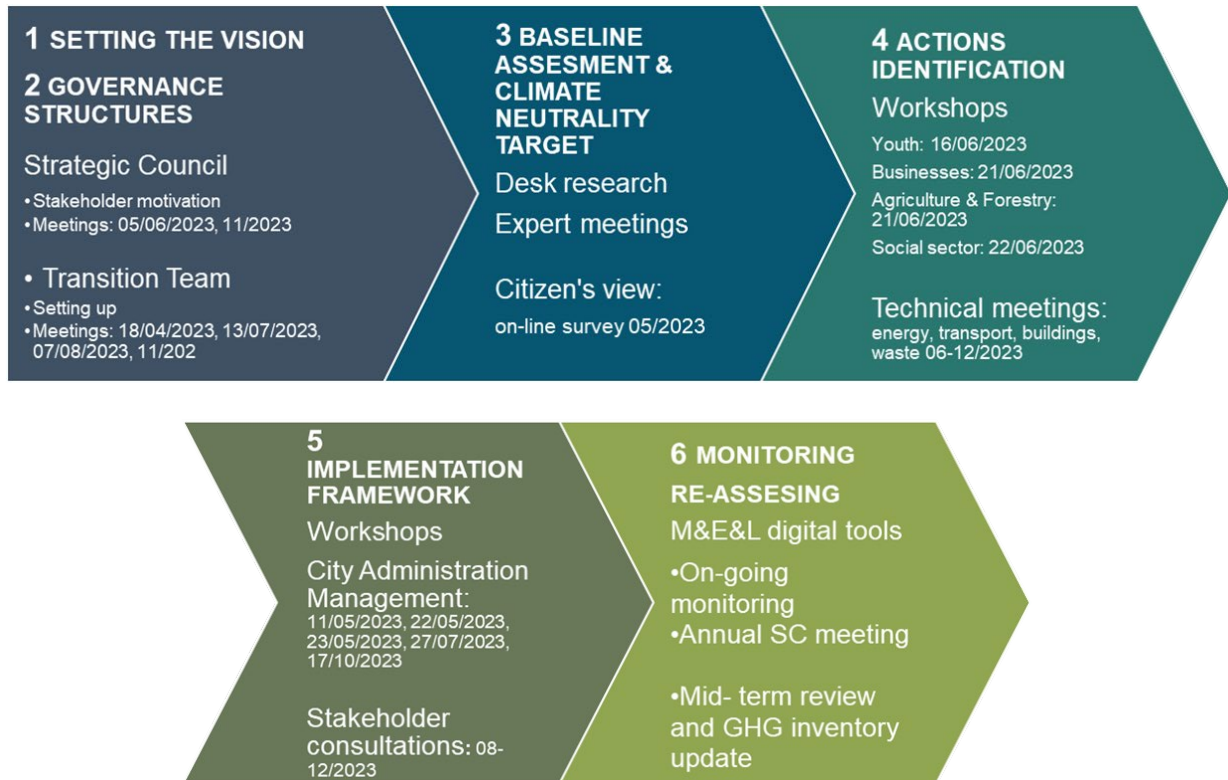 1 SETTING THE VISION
2 GOVERNANCE
STRUCTURES
Strategic Council
•Stakeholder motivation
•Meetings: 05/06/2023, 11/2023
• Transition Team
•Setting up
•Meetings: 18/04/2023, 13/07/2023,
07/08/2023, 11/202
3 BASELINE
ASSESMENT &
CLIMATE
NEUTRALITY
TARGET
Desk research
Expert meetings
Citizen's view:
on-line survey 05/2023
4 ACTIONS
IDENTIFICATION
Workshops
Youth: 16/06/2023
Businesses: 21/06/2023
Agriculture & Forestry:
21/06/2023
Social sector: 22/06/2023
Technical meetings:
energy, transport, buildings,
waste 06-12/2023
5
IMPLEMENTATION
FRAMEWORK
Workshops
City Administration
Management:
11/05/2023, 22/05/2023,
23/05/2023, 27/07/2023,
17/10/2023
Stakeholder
consultations: 08-
12/2023
6 MONITORING
RE-ASSESING
M&E&L digital tools
•On-going
monitoring
•Annual SC meeting
•Mid- term review
and GHG inventory
update